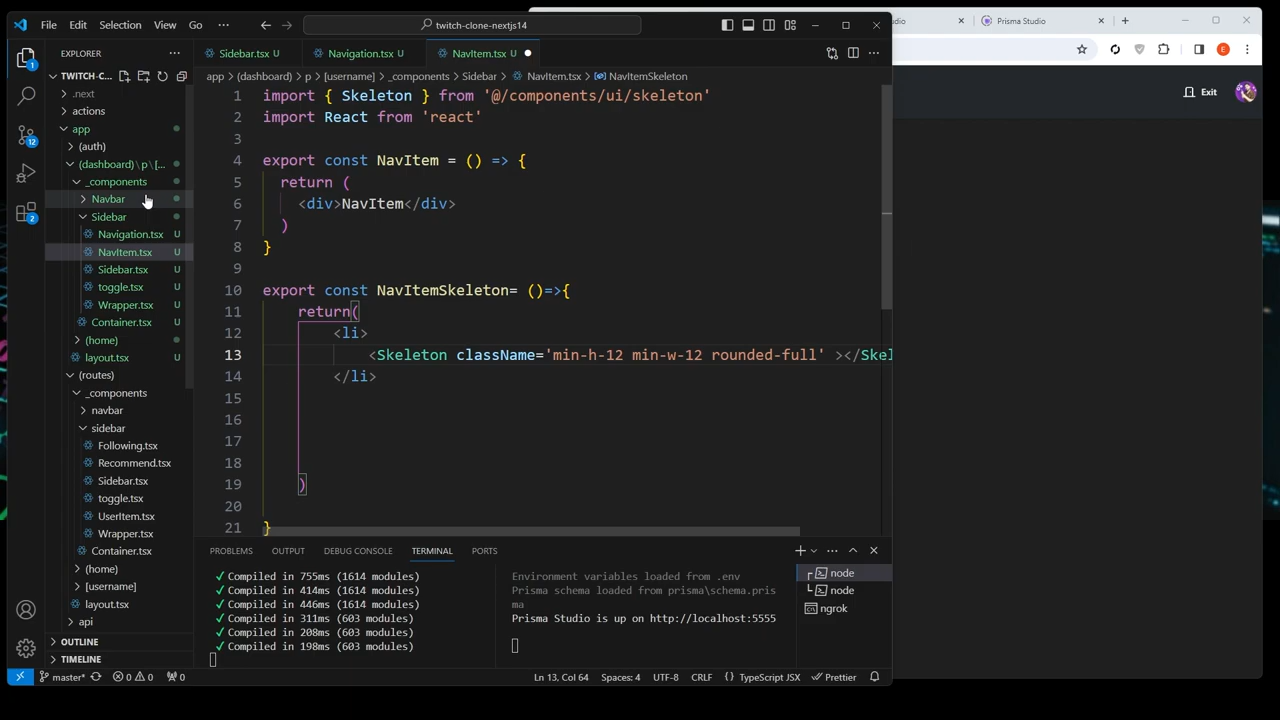 File Edit Selection View Go ··· twitch-clone-nextjs14
EXPLORER ···
TWITCH-C...
.next
actions
app
(auth)
(dashboard) \ p \ [...
_components
Navbar
Sidebar
Navigation.tsx U
NavItem.tsx U
Sidebar.tsx U
toggle.tsx U
Wrapper.tsx U
Container.tsx U
(home)
layout.tsx U
(routes)
_components
navbar
sidebar
Following.tsx
Recommend.tsx
Sidebar.tsx
toggle.tsx
UserItem.tsx
Wrapper.tsx
Container.tsx
(home)
[username]
layout.tsx
api
OUTLINE
TIMELINE
1
12
2
Sidebar.tsx U Navigation.tsx U NavItem.tsx U
app > (dashboard) > p > [username] > _components > Sidebar > NavItem.tsx > NavItemSkeleton
1 import { Skeleton } from '@/components/ui/skeleton'
2 import React from 'react'
3
4 export const NavItem = () => {
5 return (
6 <div>NavItem</div>
7 )
8 }
9
10 export const NavItemSkeleton= ()=>{
11 return(
12 <li>
13 <Skeleton className='min-h-12 min-w-12 rounded-full' ></Skel
14 </li>
15
16
17
18
19 )
20
21 }
PROBLEMS OUTPUT DEBUG CONSOLE TERMINAL PORTS
✓ Compiled in 755ms (1614 modules)
✓ Compiled in 414ms (1614 modules)
✓ Compiled in 446ms (1614 modules)
✓ Compiled in 311ms (603 modules)
✓ Compiled in 208ms (603 modules)
✓ Compiled in 198ms (603 modules)
Environment variables loaded from .env
Prisma schema loaded from prisma\schema.pris
ma
Prisma Studio is up on http://localhost:5555
node
node
ngrok
master* 0 0 0 Ln 13, Col 64 Spaces: 4 UTF-8 CRLF {} TypeScript JSX Prettier
udio Prisma Studio
E
Exit